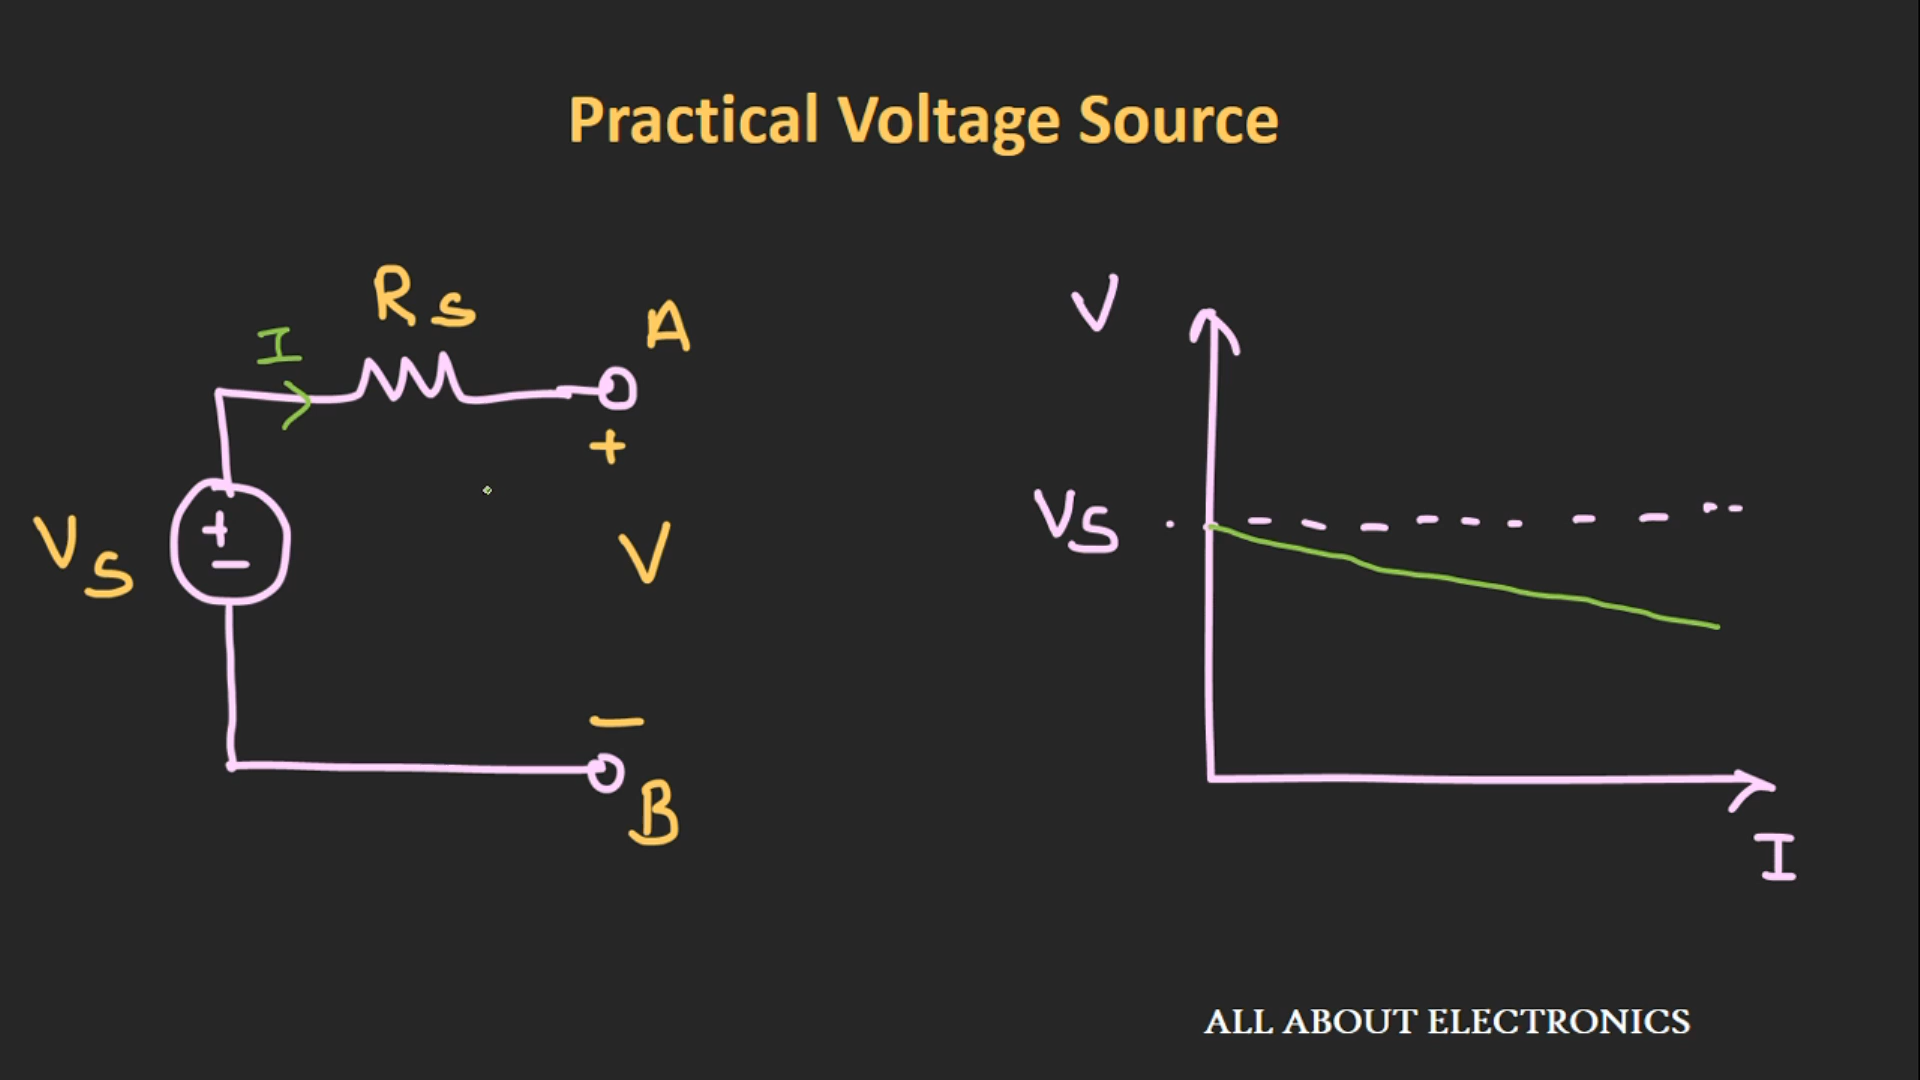 Practical Voltage Source
Rs
A
I
+
Vs
+
−
V
−
B
V
Vs
I
ALL ABOUT ELECTRONICS